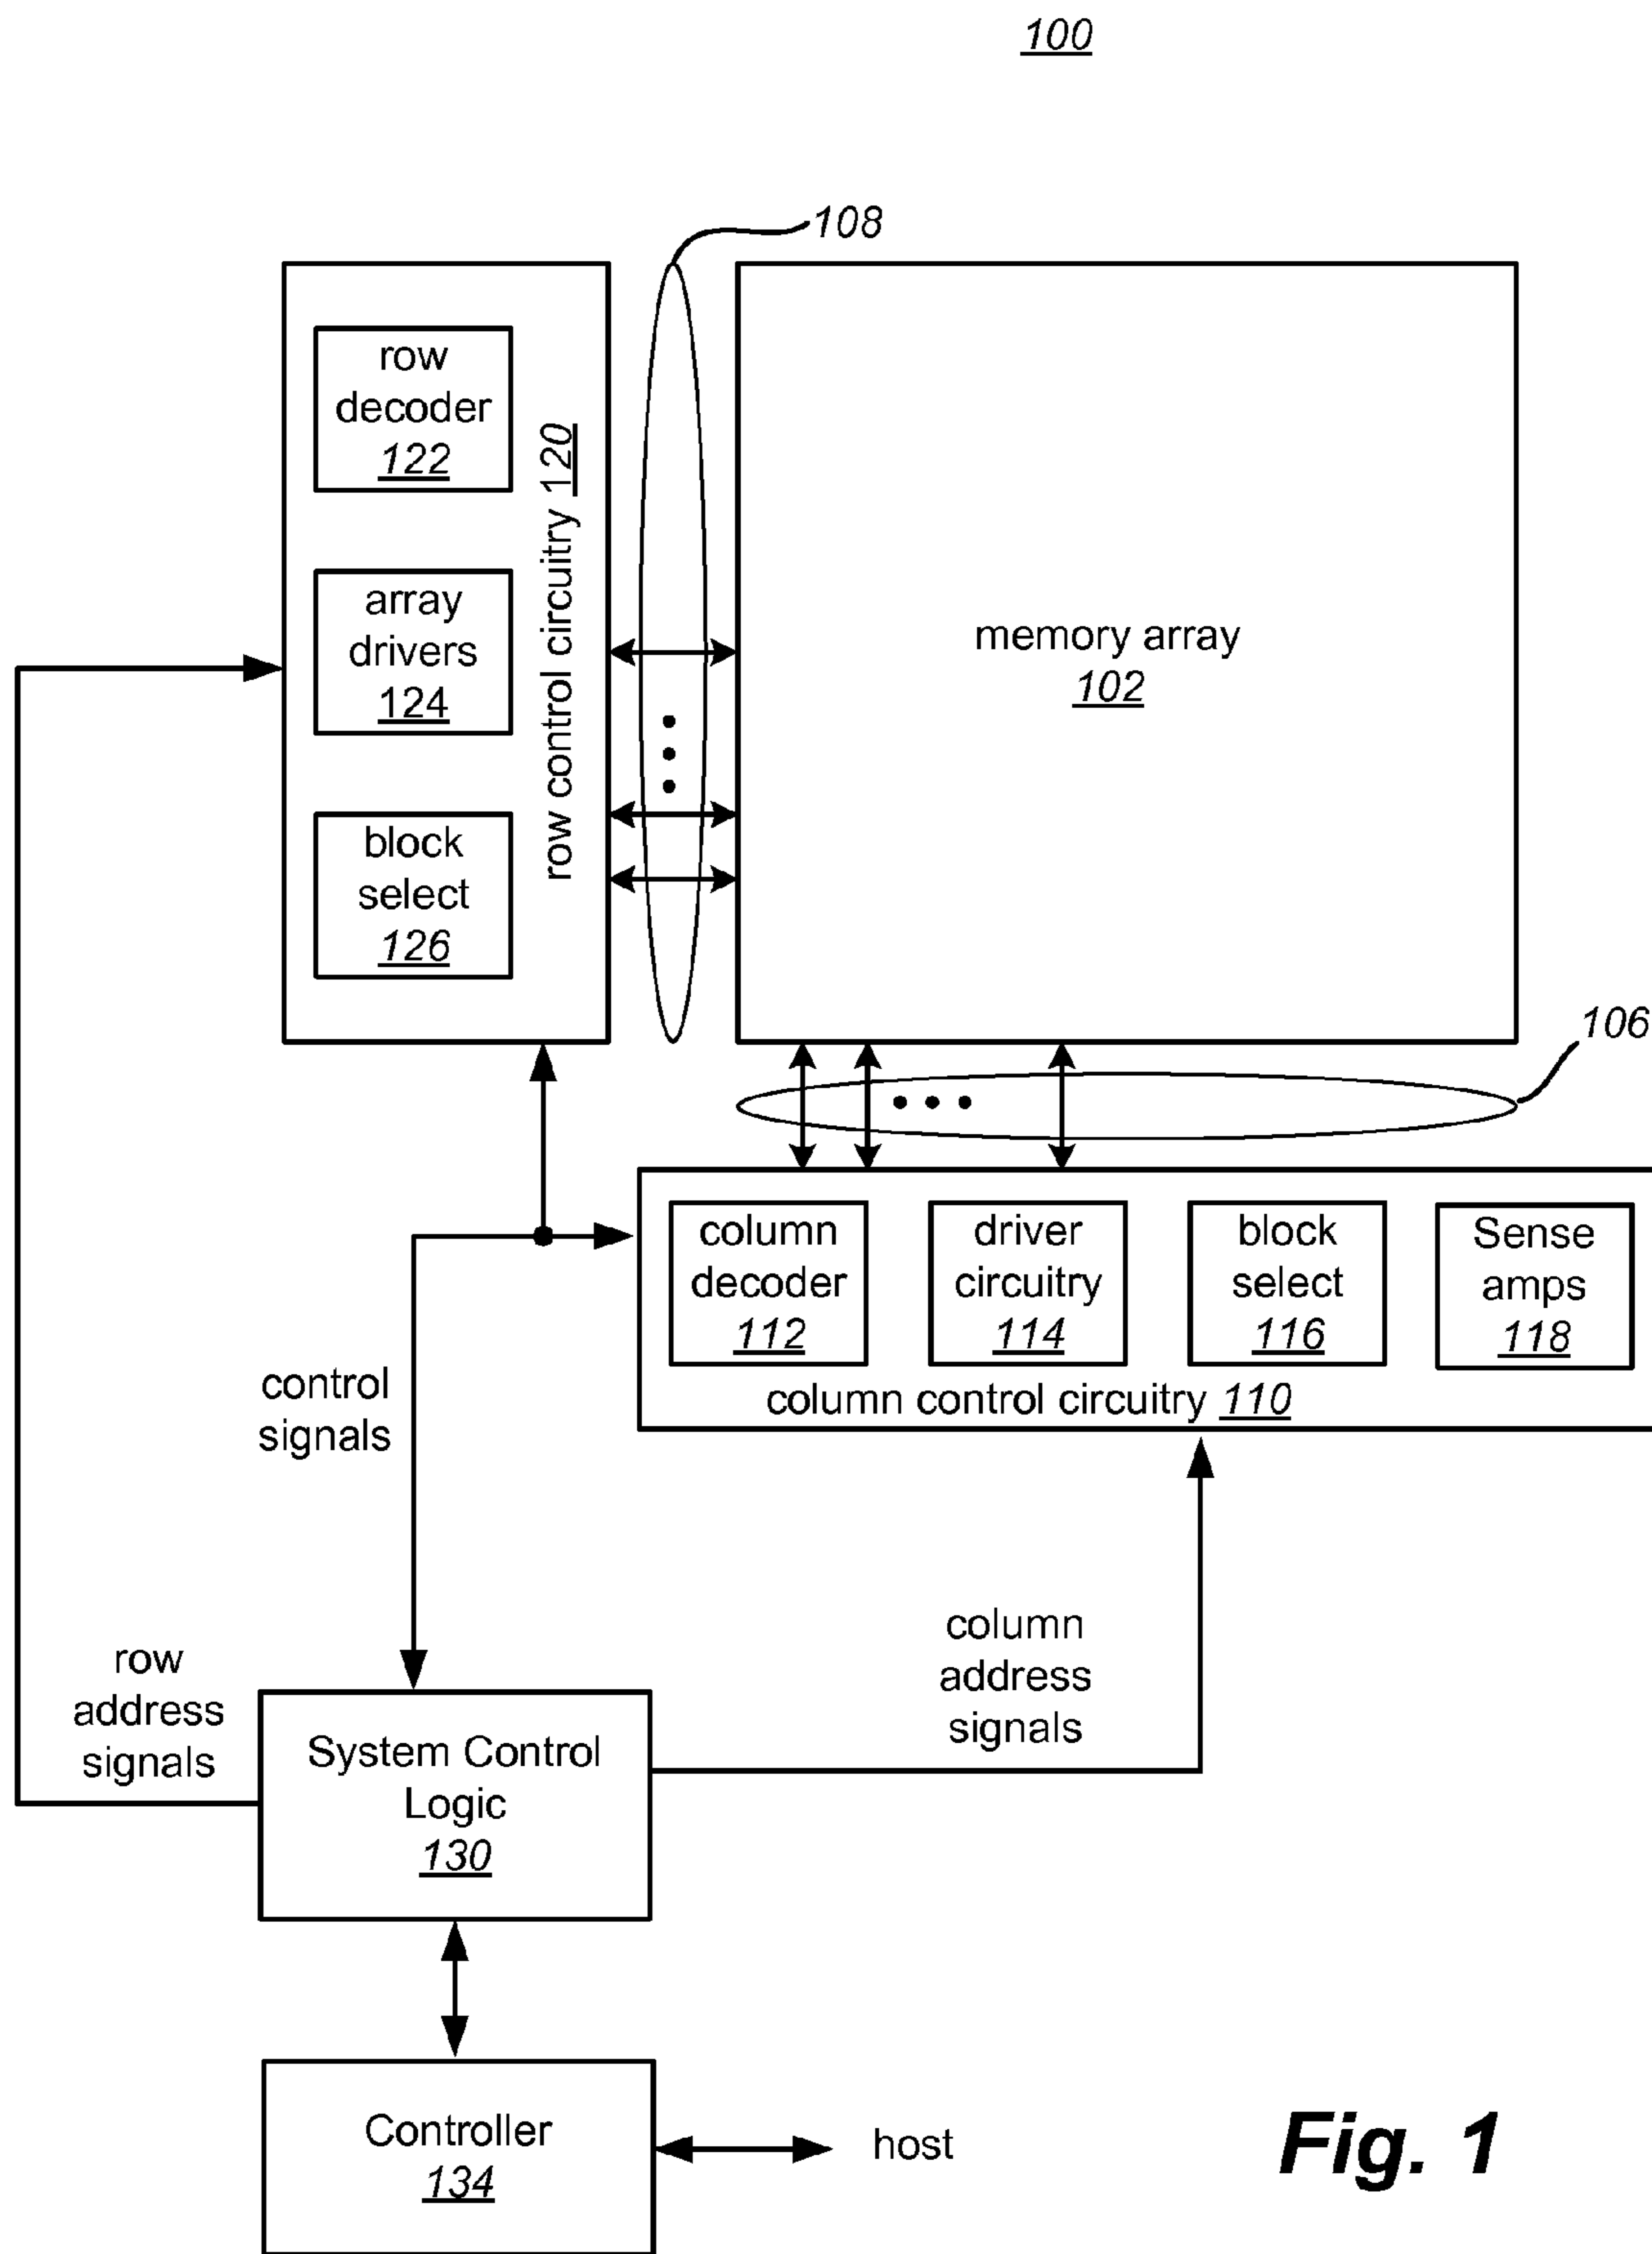 100
108
row
decoder
122
array
drivers
124
block
select
126
row control circuitry 120
memory array
102
106
column
decoder
112
driver
circuitry
114
block
select
116
Sense
amps
118
column control circuitry 110
control
signals
row
address
signals
column
address
signals
System Control
Logic
130
Controller
134
host
Fig. 1